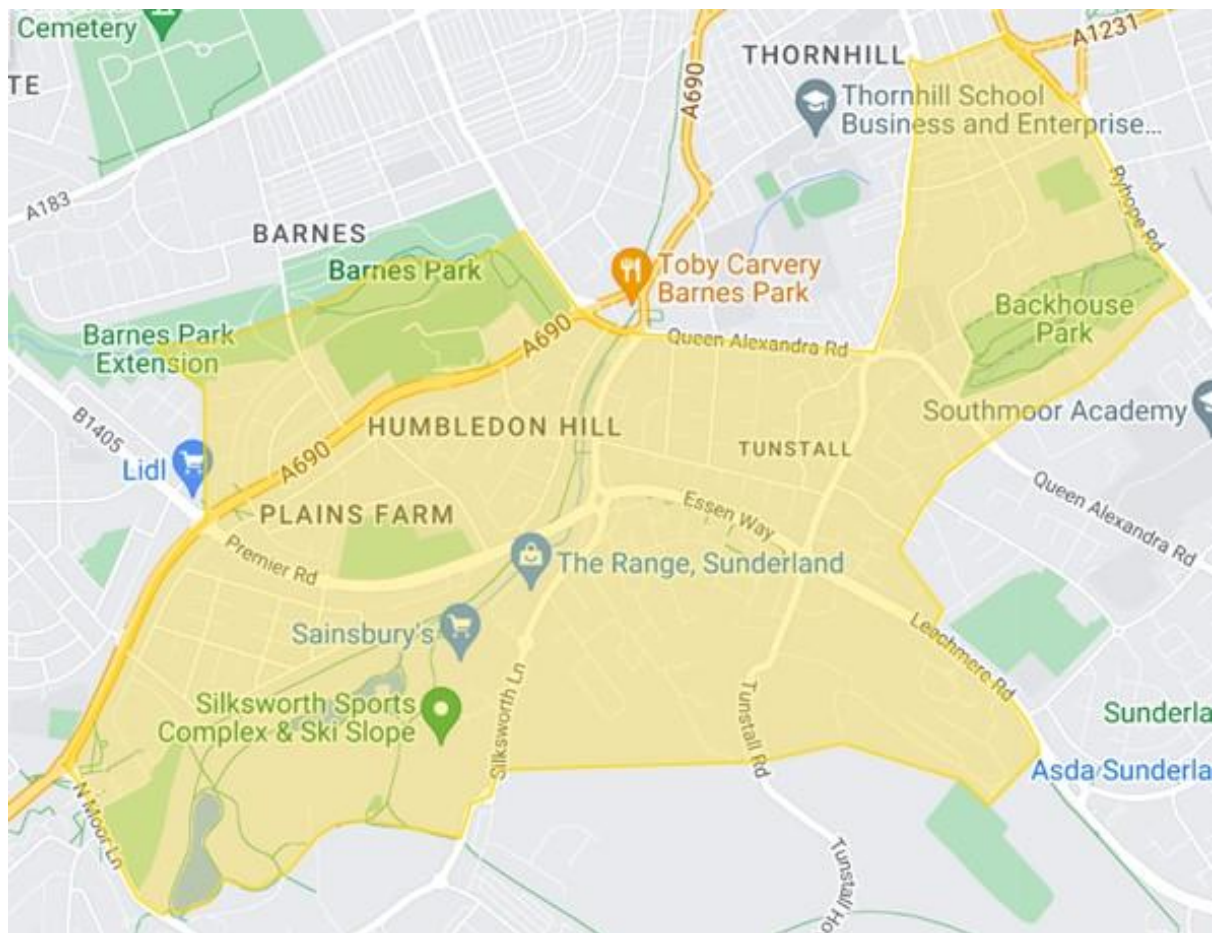 Cemetery
TE
A183
BARNES
Barnes Park
Barnes Park
Extension
B1405
Lidl
A690
A690
A690
THORNHILL
Thornhill School
Business and Enterprise...
A1231
Ryhope Rd
Toby Carvery
Barnes Park
Queen Alexandra Rd
Backhouse
Park
Southmoor Academy
HUMBLEDON HILL
TUNSTALL
PLAINS FARM
Premier Rd
Essen Way
Queen Alexandra Rd
The Range, Sunderland
Sainsbury's
Leechmere Rd
Silksworth Sports
Complex & Ski Slope
Silksworth Ln
Tunstall Rd
Sunderla
Asda Sunderla
N Moor Ln
Tunstall Ho